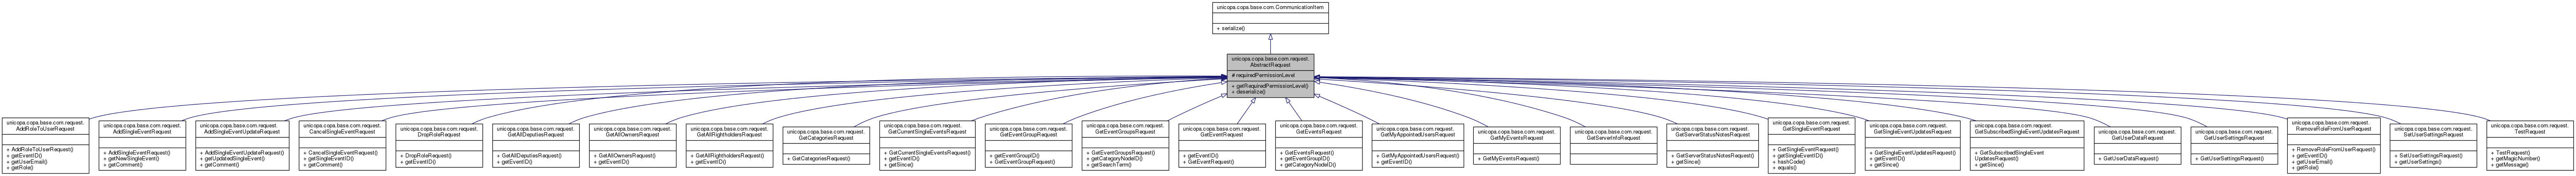 unicopa.copa.base.com.CommunicationItem
+ serialize()
unicopa.copa.base.com.request.
AbstractRequest
# requiredPermissionLevel
+ getRequiredPermissionLevel()
+ deserialize()
unicopa.copa.base.com.request.
AddRoleToUserRequest
+ AddRoleToUserRequest()
+ getEventID()
+ getUserEmail()
+ getRole()
unicopa.copa.base.com.request.
AddSingleEventRequest
+ AddSingleEventRequest()
+ getNewSingleEvent()
+ getComment()
unicopa.copa.base.com.request.
AddSingleEventUpdateRequest
+ AddSingleEventUpdateRequest()
+ getUpdatedSingleEvent()
+ getComment()
unicopa.copa.base.com.request.
CancelSingleEventRequest
+ CancelSingleEventRequest()
+ getSingleEventID()
+ getComment()
unicopa.copa.base.com.request.
DropRoleRequest
+ DropRoleRequest()
+ getEventID()
unicopa.copa.base.com.request.
GetAllDeputiesRequest
+ GetAllDeputiesRequest()
+ getEventID()
unicopa.copa.base.com.request.
GetAllOwnersRequest
+ GetAllOwnersRequest()
+ getEventID()
unicopa.copa.base.com.request.
GetAllRightholdersRequest
+ GetAllRightholdersRequest()
+ getEventID()
unicopa.copa.base.com.request.
GetCategoriesRequest
+ GetCategoriesRequest()
unicopa.copa.base.com.request.
GetCurrentSingleEventsRequest
+ GetCurrentSingleEventsRequest()
+ getEventID()
+ getSince()
unicopa.copa.base.com.request.
GetEventGroupRequest
+ getEventGroupID()
+ GetEventGroupRequest()
unicopa.copa.base.com.request.
GetEventGroupsRequest
+ GetEventGroupsRequest()
+ getCategoryNodeID()
+ getSearchTerm()
unicopa.copa.base.com.request.
GetEventRequest
+ getEventID()
+ GetEventRequest()
unicopa.copa.base.com.request.
GetEventsRequest
+ GetEventsRequest()
+ getEventGroupID()
+ getCategoryNodeID()
unicopa.copa.base.com.request.
GetMyAppointedUsersRequest
+ GetMyAppointedUsersRequest()
+ getEventID()
unicopa.copa.base.com.request.
GetMyEventsRequest
+ GetMyEventsRequest()
unicopa.copa.base.com.request.
GetServerInfoRequest
unicopa.copa.base.com.request.
GetServerStatusNotesRequest
+ GetServerStatusNotesRequest()
+ getSince()
unicopa.copa.base.com.request.
GetSingleEventRequest
+ GetSingleEventRequest()
+ getSingleEventID()
+ hashCode()
+ equals()
unicopa.copa.base.com.request.
GetSingleEventUpdatesRequest
+ GetSingleEventUpdatesRequest()
+ getEventID()
+ getSince()
unicopa.copa.base.com.request.
GetSubscribedSingleEventUpdatesRequest
+ GetSubscribedSingleEvent
UpdatesRequest()
+ getSince()
unicopa.copa.base.com.request.
GetUserDataRequest
+ GetUserDataRequest()
unicopa.copa.base.com.request.
GetUserSettingsRequest
+ GetUserSettingsRequest()
unicopa.copa.base.com.request.
RemoveRoleFromUserRequest
+ RemoveRoleFromUserRequest()
+ getEventID()
+ getUserEmail()
+ getRole()
unicopa.copa.base.com.request.
SetUserSettingsRequest
+ SetUserSettingsRequest()
+ getUserSettings()
unicopa.copa.base.com.request.
TestRequest
+ TestRequest()
+ getMagicNumber()
+ getMessage()